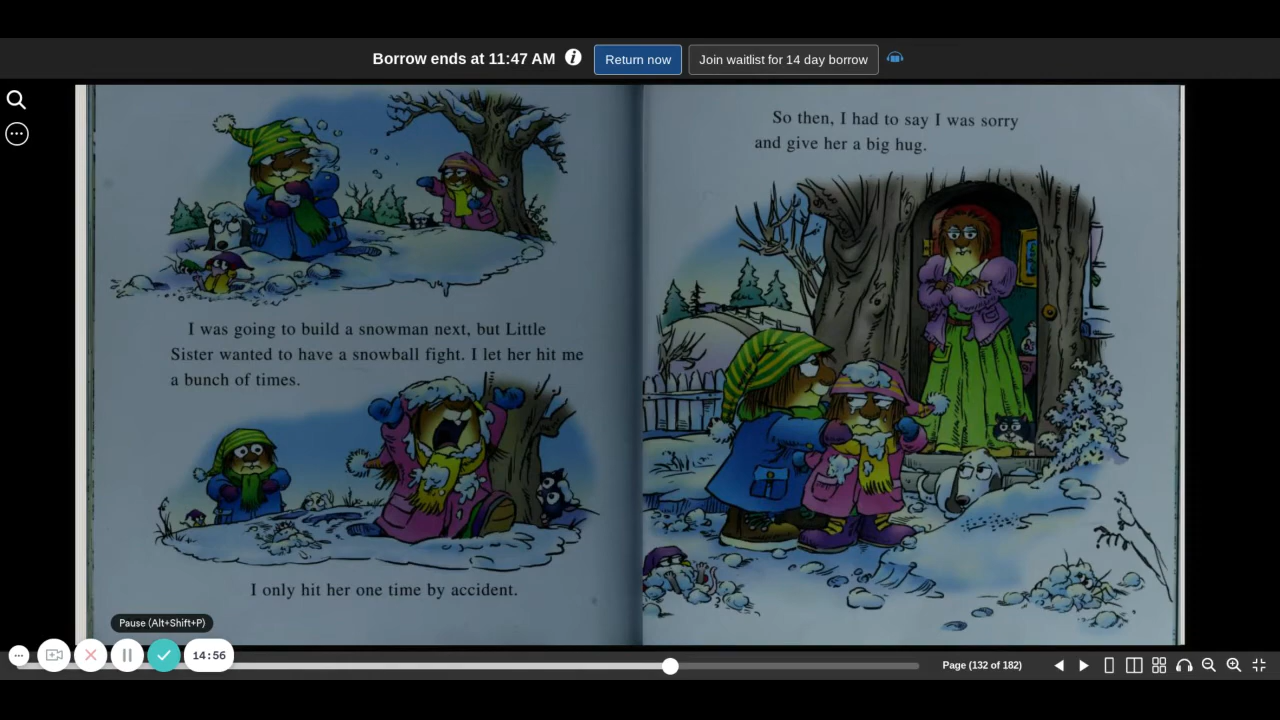 Borrow ends at 11:47 AM
Return now
Join waitlist for 14 day borrow
I was going to build a snowman next, but Little
Sister wanted to have a snowball fight. I let her hit me
a bunch of times.
I only hit her one time by accident.
So then, I had to say I was sorry
and give her a big hug.
Pause (Alt+Shift+P)
14:56
Page (132 of 182)